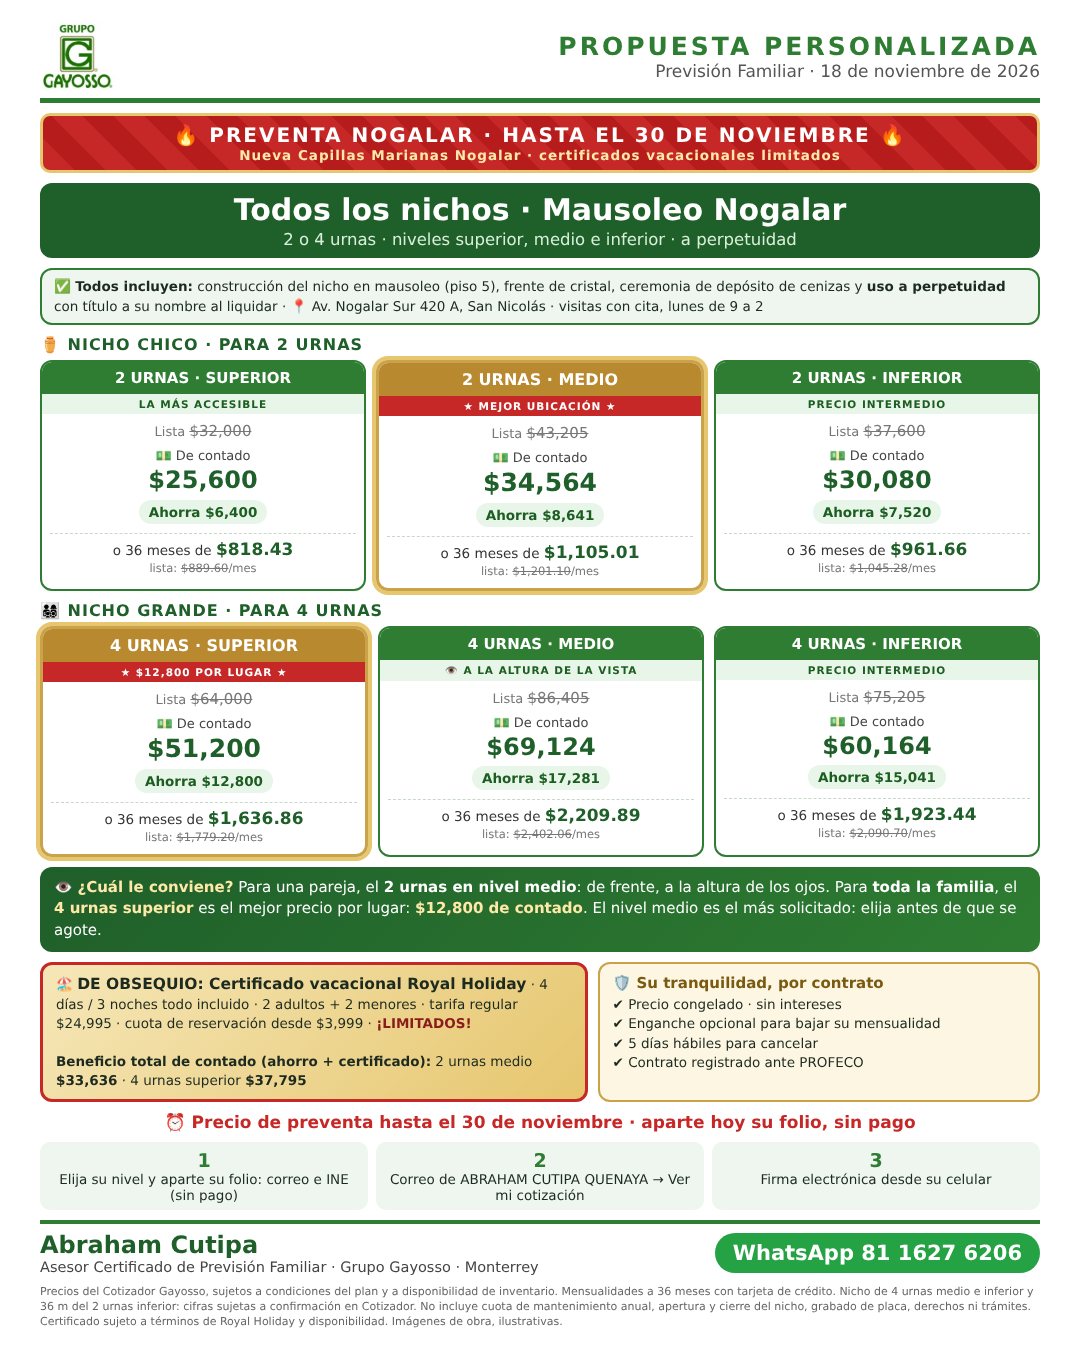 GRUPO
GAYOSSO.
PROPUESTA PERSONALIZADA
Previsión Familiar · 18 de noviembre de 2026
🔥 PREVENTA NOGALAR · HASTA EL 30 DE NOVIEMBRE 🔥
Nueva Capillas Marianas Nogalar · certificados vacacionales limitados
Todos los nichos · Mausoleo Nogalar
2 o 4 urnas · niveles superior, medio e inferior · a perpetuidad
✅ Todos incluyen: construcción del nicho en mausoleo (piso 5), frente de cristal, ceremonia de depósito de cenizas y uso a perpetuidad
con título a su nombre al liquidar · 📍 Av. Nogalar Sur 420 A, San Nicolás · visitas con cita, lunes de 9 a 2
⚱️ NICHO CHICO · PARA 2 URNAS
2 URNAS · SUPERIOR
LA MÁS ACCESIBLE
Lista $32,000
💵 De contado
$25,600
Ahorra $6,400
o 36 meses de $818.43
lista: $889.60/mes
2 URNAS · MEDIO
★ MEJOR UBICACIÓN ★
Lista $43,205
💵 De contado
$34,564
Ahorra $8,641
o 36 meses de $1,105.01
lista: $1,201.10/mes
2 URNAS · INFERIOR
PRECIO INTERMEDIO
Lista $37,600
💵 De contado
$30,080
Ahorra $7,520
o 36 meses de $961.66
lista: $1,045.28/mes
👨‍👩‍👧‍👦 NICHO GRANDE · PARA 4 URNAS
4 URNAS · SUPERIOR
★ $12,800 POR LUGAR ★
Lista $64,000
💵 De contado
$51,200
Ahorra $12,800
o 36 meses de $1,636.86
lista: $1,779.20/mes
4 URNAS · MEDIO
👁️ A LA ALTURA DE LA VISTA
Lista $86,405
💵 De contado
$69,124
Ahorra $17,281
o 36 meses de $2,209.89
lista: $2,402.06/mes
4 URNAS · INFERIOR
PRECIO INTERMEDIO
Lista $75,205
💵 De contado
$60,164
Ahorra $15,041
o 36 meses de $1,923.44
lista: $2,090.70/mes
👁️ ¿Cuál le conviene? Para una pareja, el 2 urnas en nivel medio: de frente, a la altura de los ojos. Para toda la familia, el
4 urnas superior es el mejor precio por lugar: $12,800 de contado. El nivel medio es el más solicitado: elija antes de que se
agote.
🏖️ DE OBSEQUIO: Certificado vacacional Royal Holiday · 4
días / 3 noches todo incluido · 2 adultos + 2 menores · tarifa regular
$24,995 · cuota de reservación desde $3,999 · ¡LIMITADOS!
Beneficio total de contado (ahorro + certificado): 2 urnas medio
$33,636 · 4 urnas superior $37,795
🛡️ Su tranquilidad, por contrato
✔ Precio congelado · sin intereses
✔ Enganche opcional para bajar su mensualidad
✔ 5 días hábiles para cancelar
✔ Contrato registrado ante PROFECO
⏰ Precio de preventa hasta el 30 de noviembre · aparte hoy su folio, sin pago
1
Elija su nivel y aparte su folio: correo e INE
(sin pago)
2
Correo de ABRAHAM CUTIPA QUENAYA → Ver
mi cotización
3
Firma electrónica desde su celular
Abraham Cutipa
Asesor Certificado de Previsión Familiar · Grupo Gayosso · Monterrey
WhatsApp 81 1627 6206
Precios del Cotizador Gayosso, sujetos a condiciones del plan y a disponibilidad de inventario. Mensualidades a 36 meses con tarjeta de crédito. Nicho de 4 urnas medio e inferior y
36 m del 2 urnas inferior: cifras sujetas a confirmación en Cotizador. No incluye cuota de mantenimiento anual, apertura y cierre del nicho, grabado de placa, derechos ni trámites.
Certificado sujeto a términos de Royal Holiday y disponibilidad. Imágenes de obra, ilustrativas.